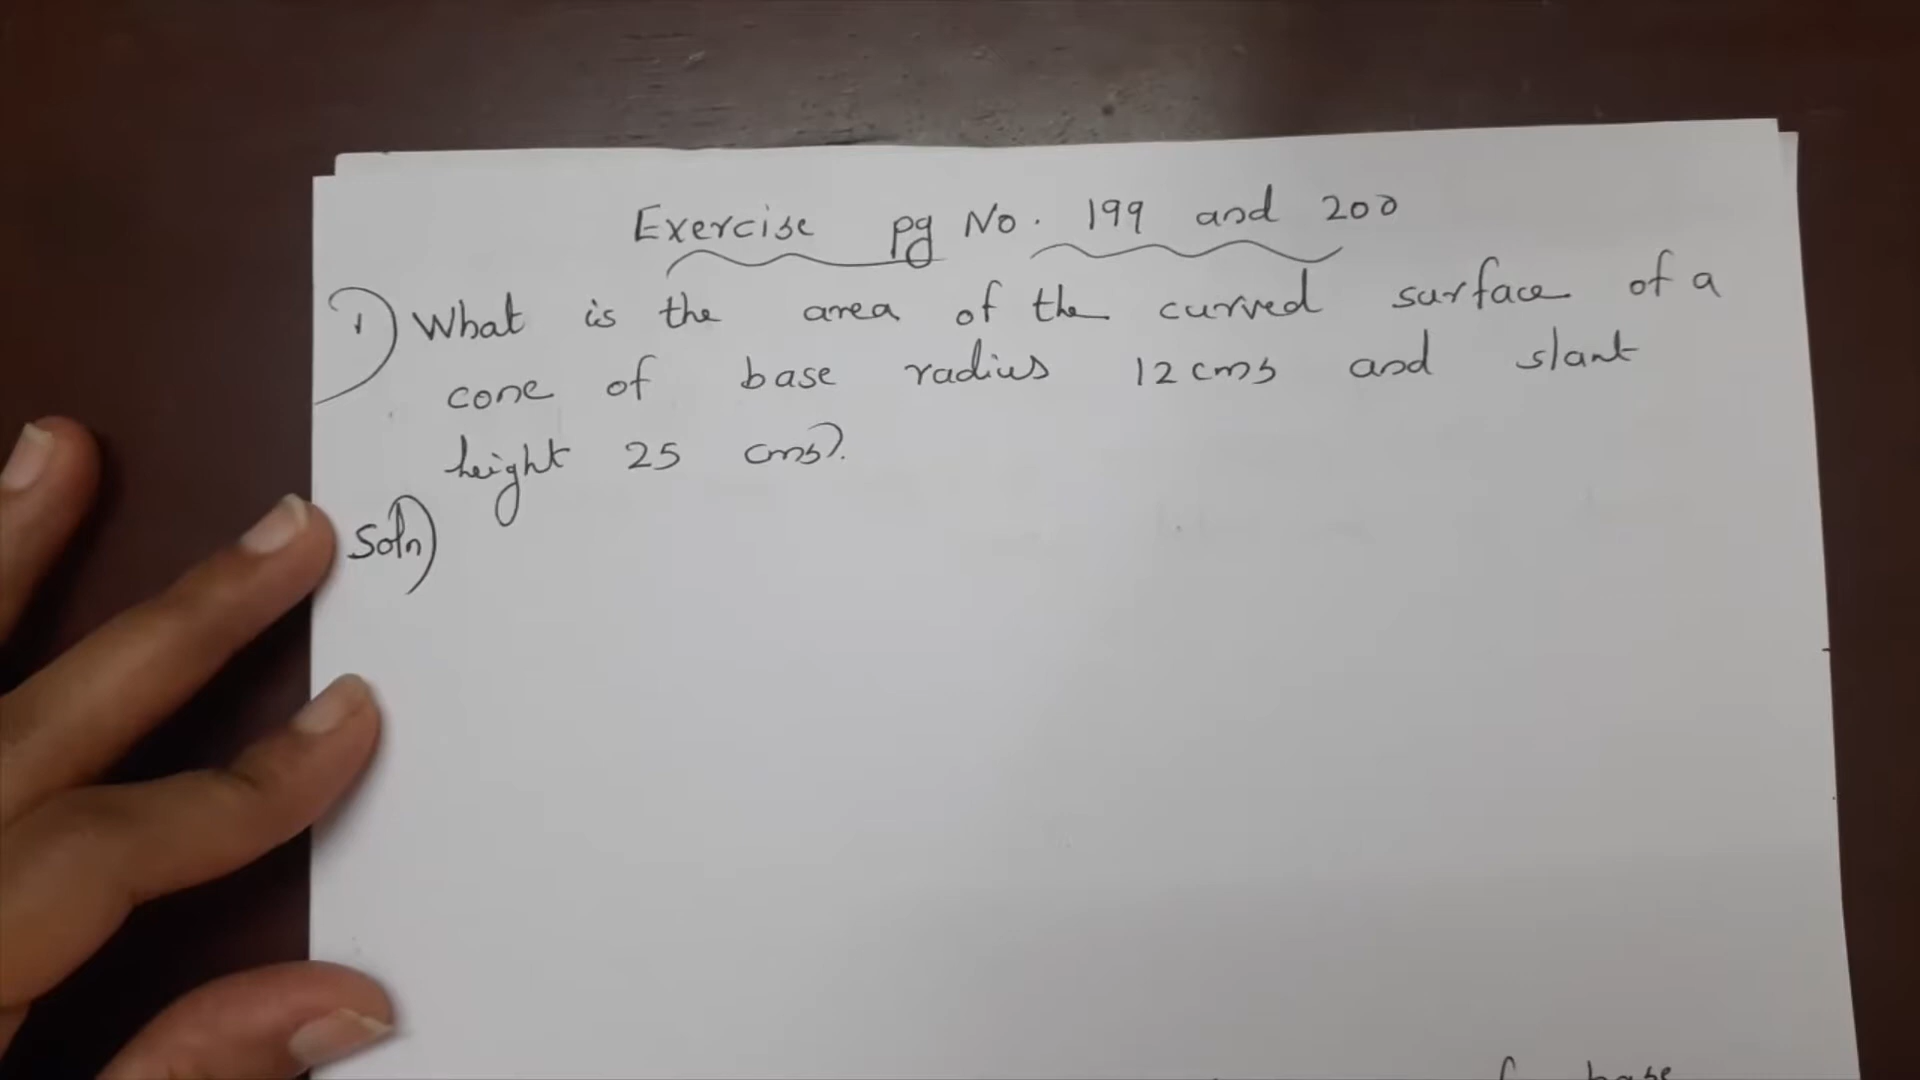 Exercise pg No. 199 and 200
1) What is the area of the curved surface of a
cone of base radius 12 cms and slant
height 25 cms?
Soln)
base